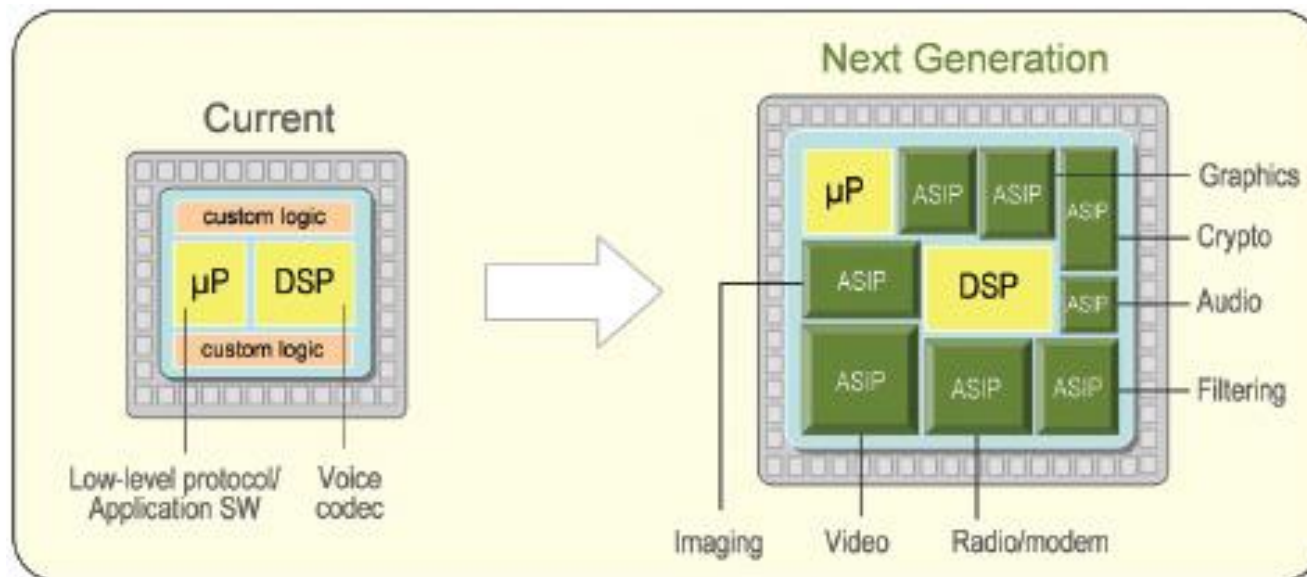 Current
custom logic
µP
DSP
custom logic
Low-level protocol/
Application SW
Voice
codec
Next Generation
µP
ASIP
ASIP
ASIP
ASIP
DSP
ASIP
ASIP
ASIP
ASIP
Graphics
Crypto
Audio
Filtering
Imaging
Video
Radio/modem